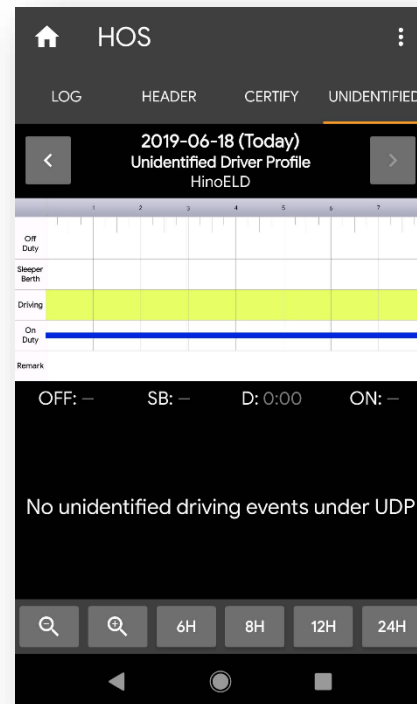 HOS
LOG HEADER CERTIFY UNIDENTIFIED
2019-06-18 (Today)
Unidentified Driver Profile
HinoELD
1 2 3 4 5 6 7
Off
Duty
Sleeper
Berth
Driving
On
Duty
Remark
OFF: — SB: — D: 0:00 ON: —
No unidentified driving events under UDP
6H 8H 12H 24H